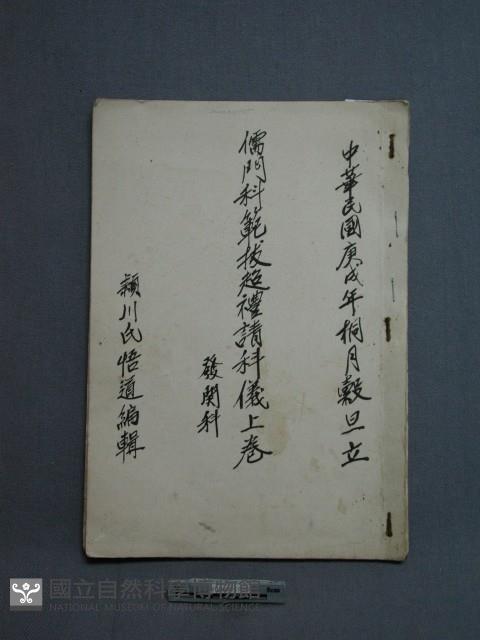 中華民國庚戌年桐月穀旦立
儒門科範拔超禮請科儀上卷
發関科
穎川氏悟道編輯
國立自然科學博物館
NATIONAL MUSEUM OF NATURAL SCIENCE